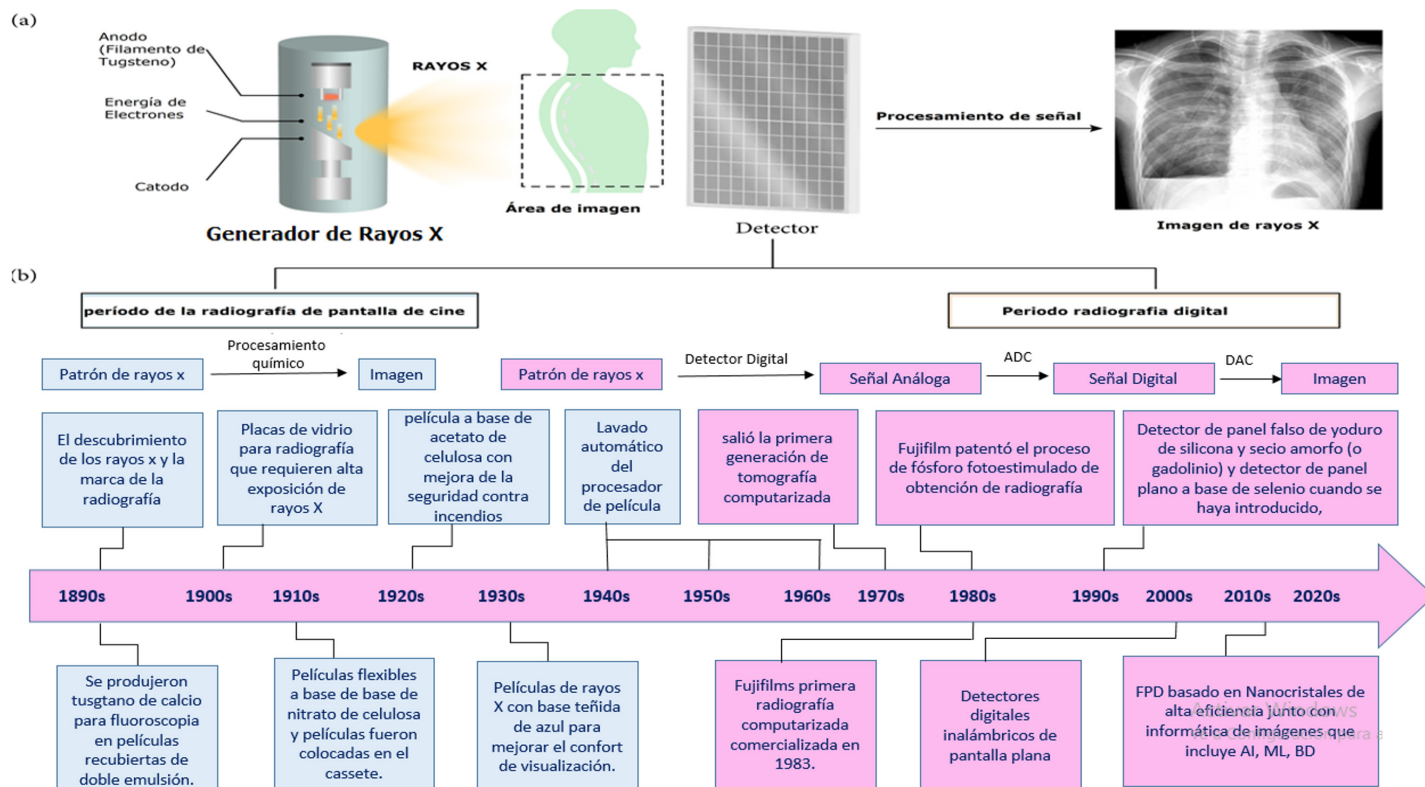 (a)
Anodo
(Filamento de
Tugsteno)
Energía de
Electrones
Catodo
RAYOS X
Generador de Rayos X
Área de imagen
Detector
Procesamiento de señal
Imagen de rayos X
(b)
período de la radiografía de pantalla de cine
Periodo radiografia digital
Patrón de rayos x
Procesamiento
químico
Imagen
Patrón de rayos x
Detector Digital
Señal Análoga
ADC
Señal Digital
DAC
Imagen
El descubrimiento
de los rayos x y la
marca de la
radiografía
Placas de vidrio
para radiografía
que requieren alta
exposición de
rayos X
película a base de
acetato de
celulosa con
mejora de la
seguridad contra
incendios
Lavado
automático
del
procesador
de película
salió la primera
generación de
tomografía
computarizada
Fujifilm patentó el proceso
de fósforo fotoestimulado de
obtención de radiografía
Detector de panel falso de yoduro
de silicona y secio amorfo (o
gadolinio) y detector de panel
plano a base de selenio cuando se
haya introducido,
1890s
1900s
1910s
1920s
1930s
1940s
1950s
1960s
1970s
1980s
1990s
2000s
2010s
2020s
Se produjeron
tusgtano de calcio
para fluoroscopia
en películas
recubiertas de
doble emulsión.
Películas flexibles
a base de base de
nitrato de celulosa
y películas fueron
colocadas en el
cassete.
Películas de rayos
X con base teñida
de azul para
mejorar el confort
de visualización.
Fujifilms primera
radiografía
computarizada
comercializada en
1983.
Detectores
digitales
inalámbricos de
pantalla plana
FPD basado en Nanocristales de
alta eficiencia junto con
informática de imágenes que
incluye AI, ML, BD
Activar Windows